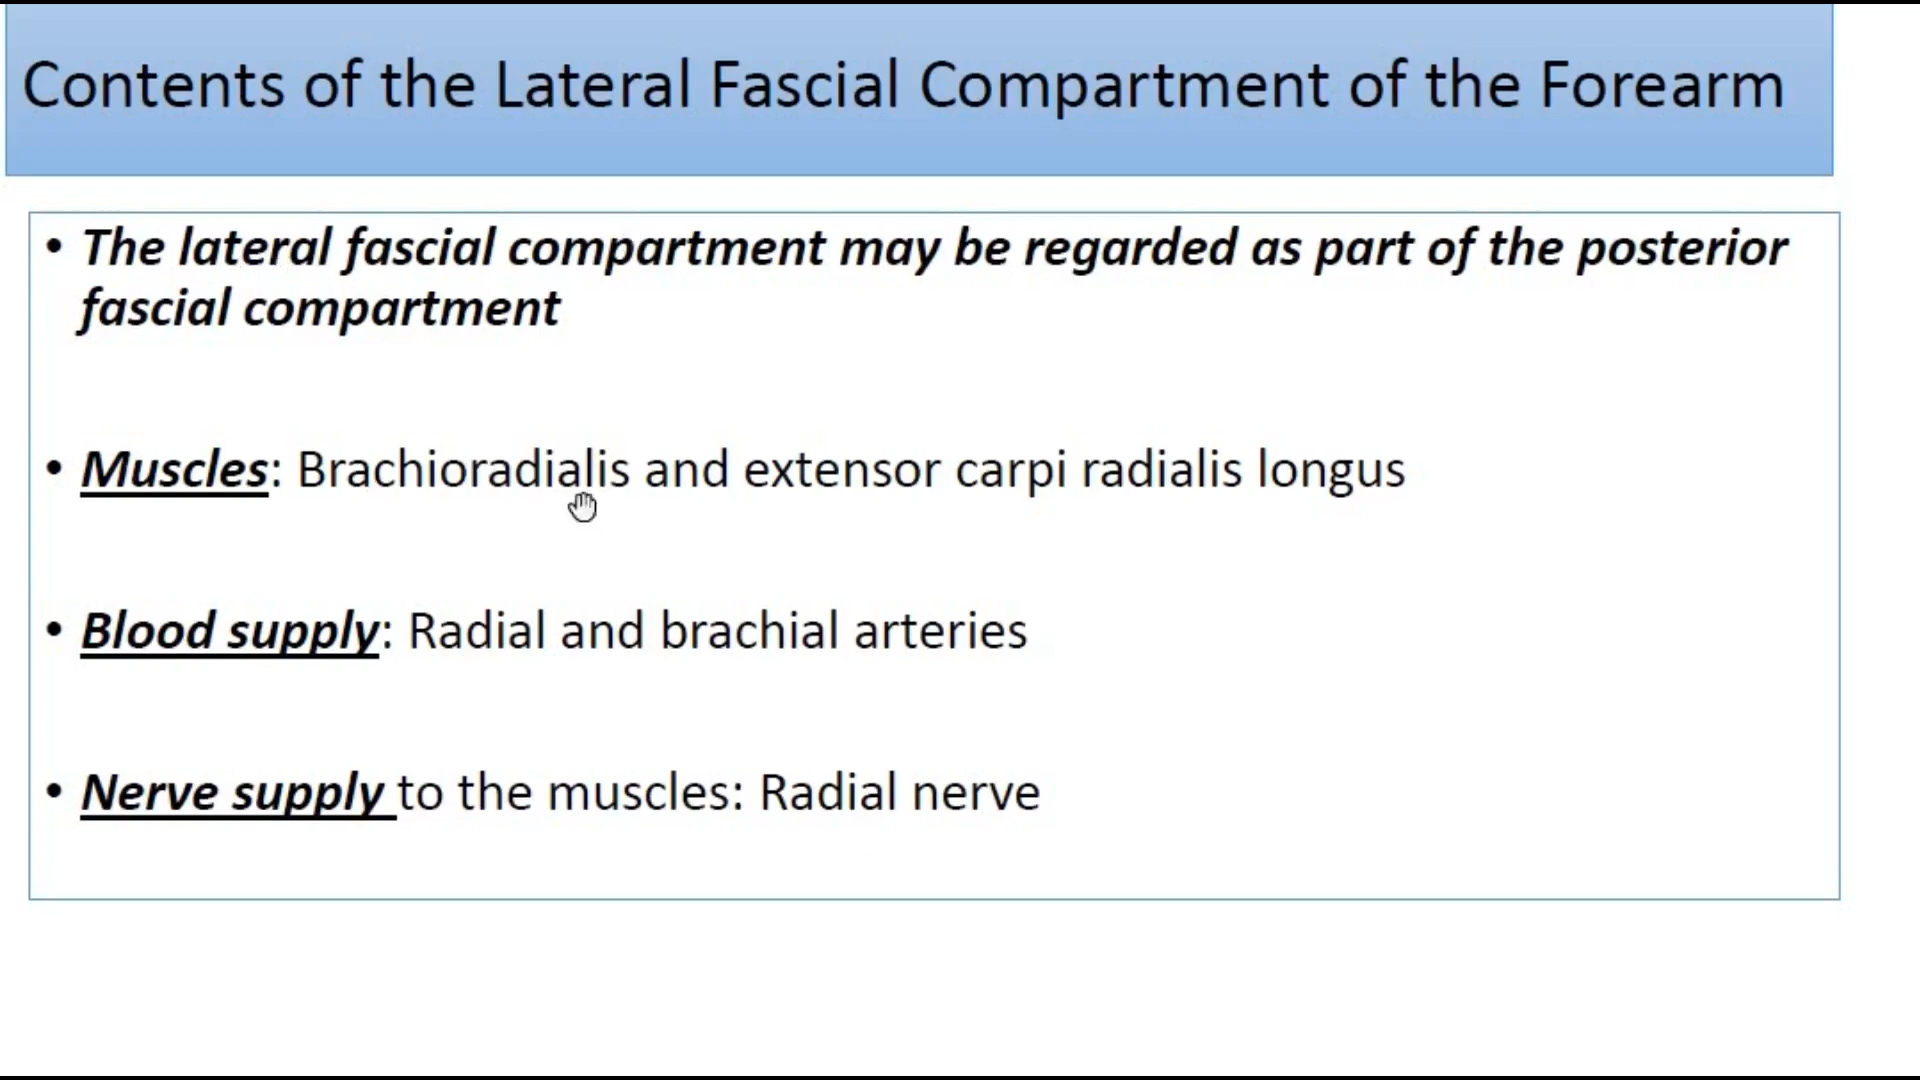 Contents of the Lateral Fascial Compartment of the Forearm
• The lateral fascial compartment may be regarded as part of the posterior
fascial compartment
• Muscles: Brachioradialis and extensor carpi radialis longus
• Blood supply: Radial and brachial arteries
• Nerve supply to the muscles: Radial nerve